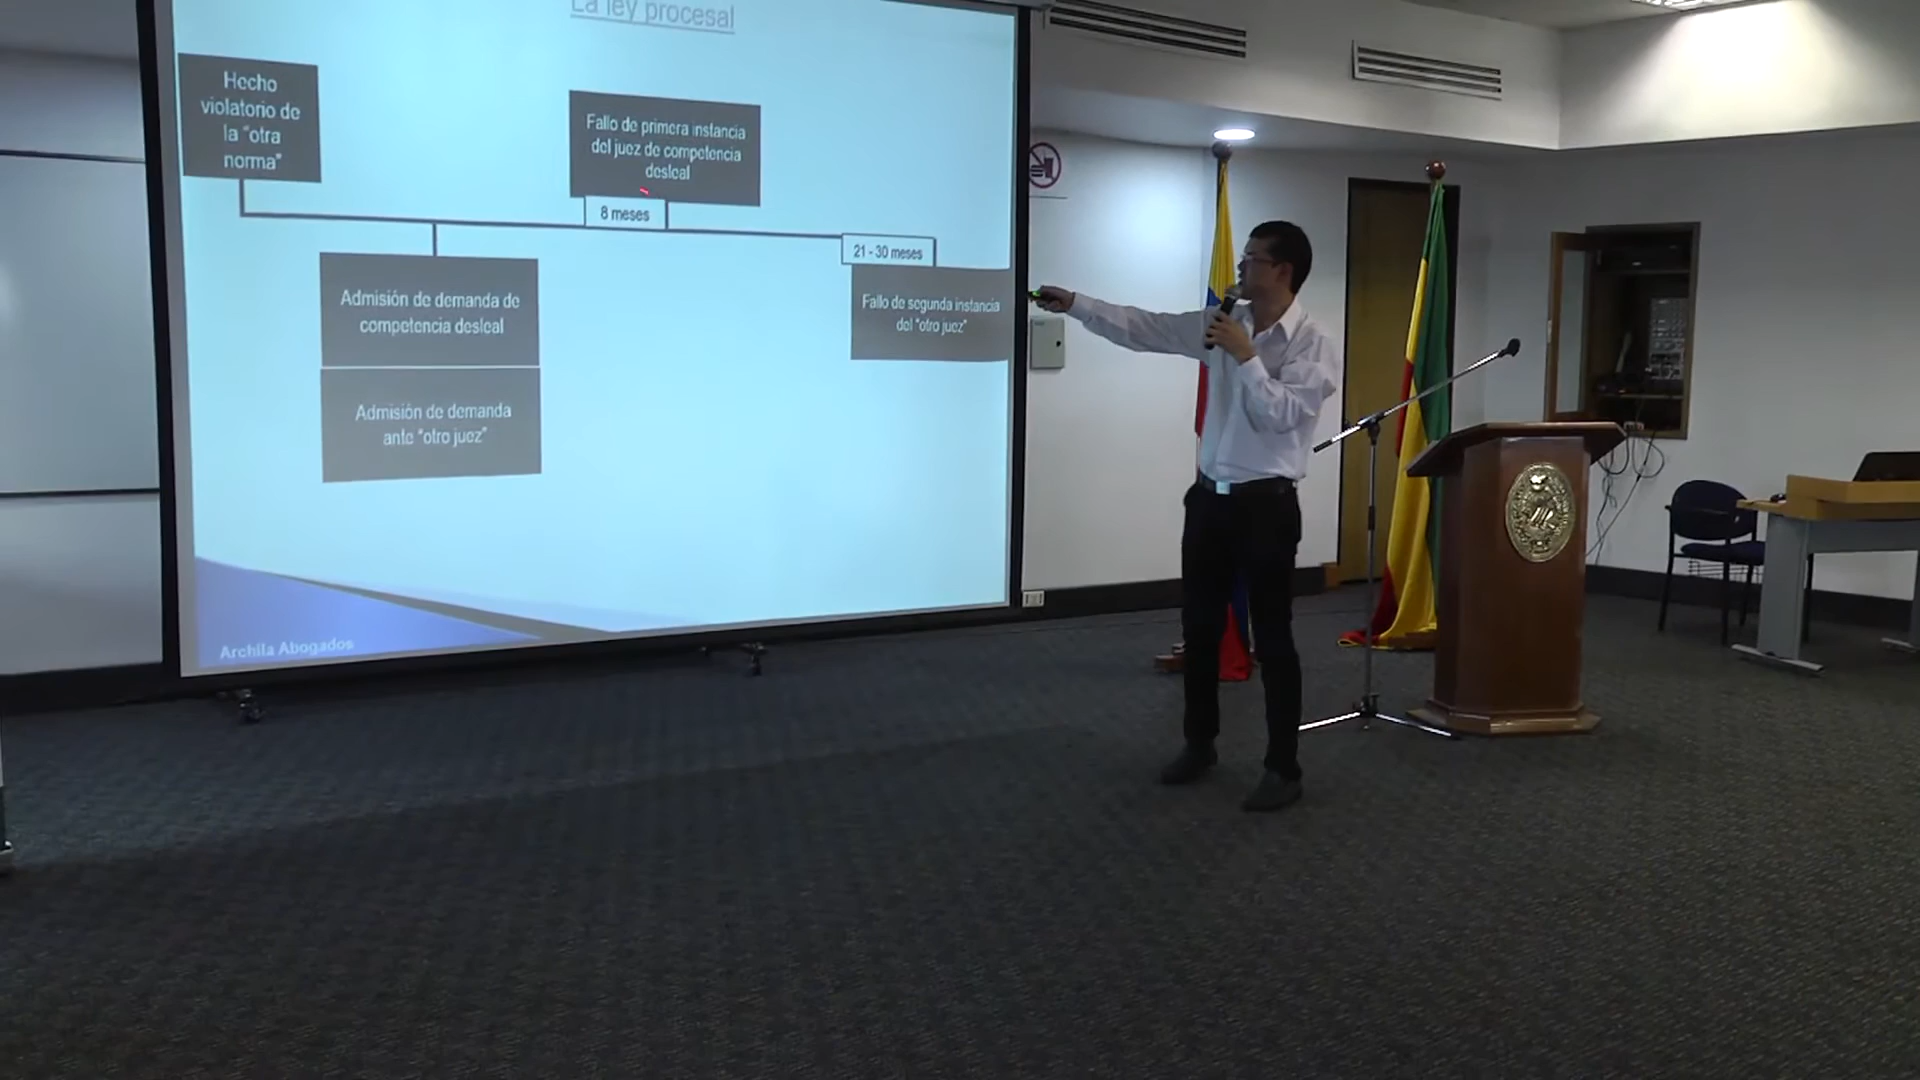 La ley procesal
Hecho
violatorio de
la "otra
norma"
Fallo de primera instancia
del juez de competencia
desleal
8 meses
21 - 30 meses
Admisión de demanda de
competencia desleal
Fallo de segunda instancia
del "otro juez"
Admisión de demanda
ante "otro juez"
Archila Abogados